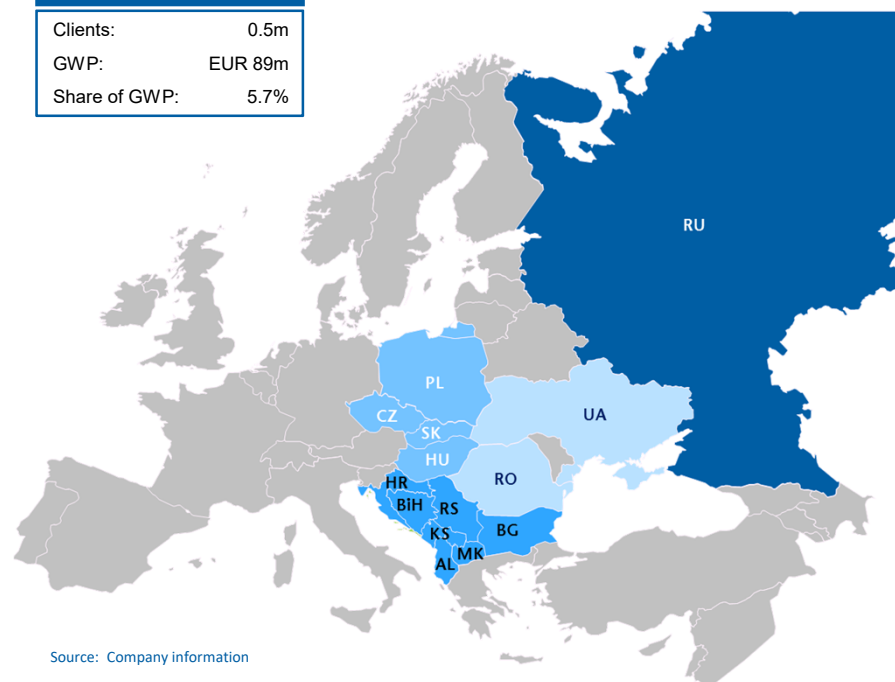 Clients: 0.5m
GWP: EUR 89m
Share of GWP: 5.7%
RU
PL
UA
CZ
SK
HU
RO
HR
BiH
RS
KS
BG
MK
AL
Source: Company information